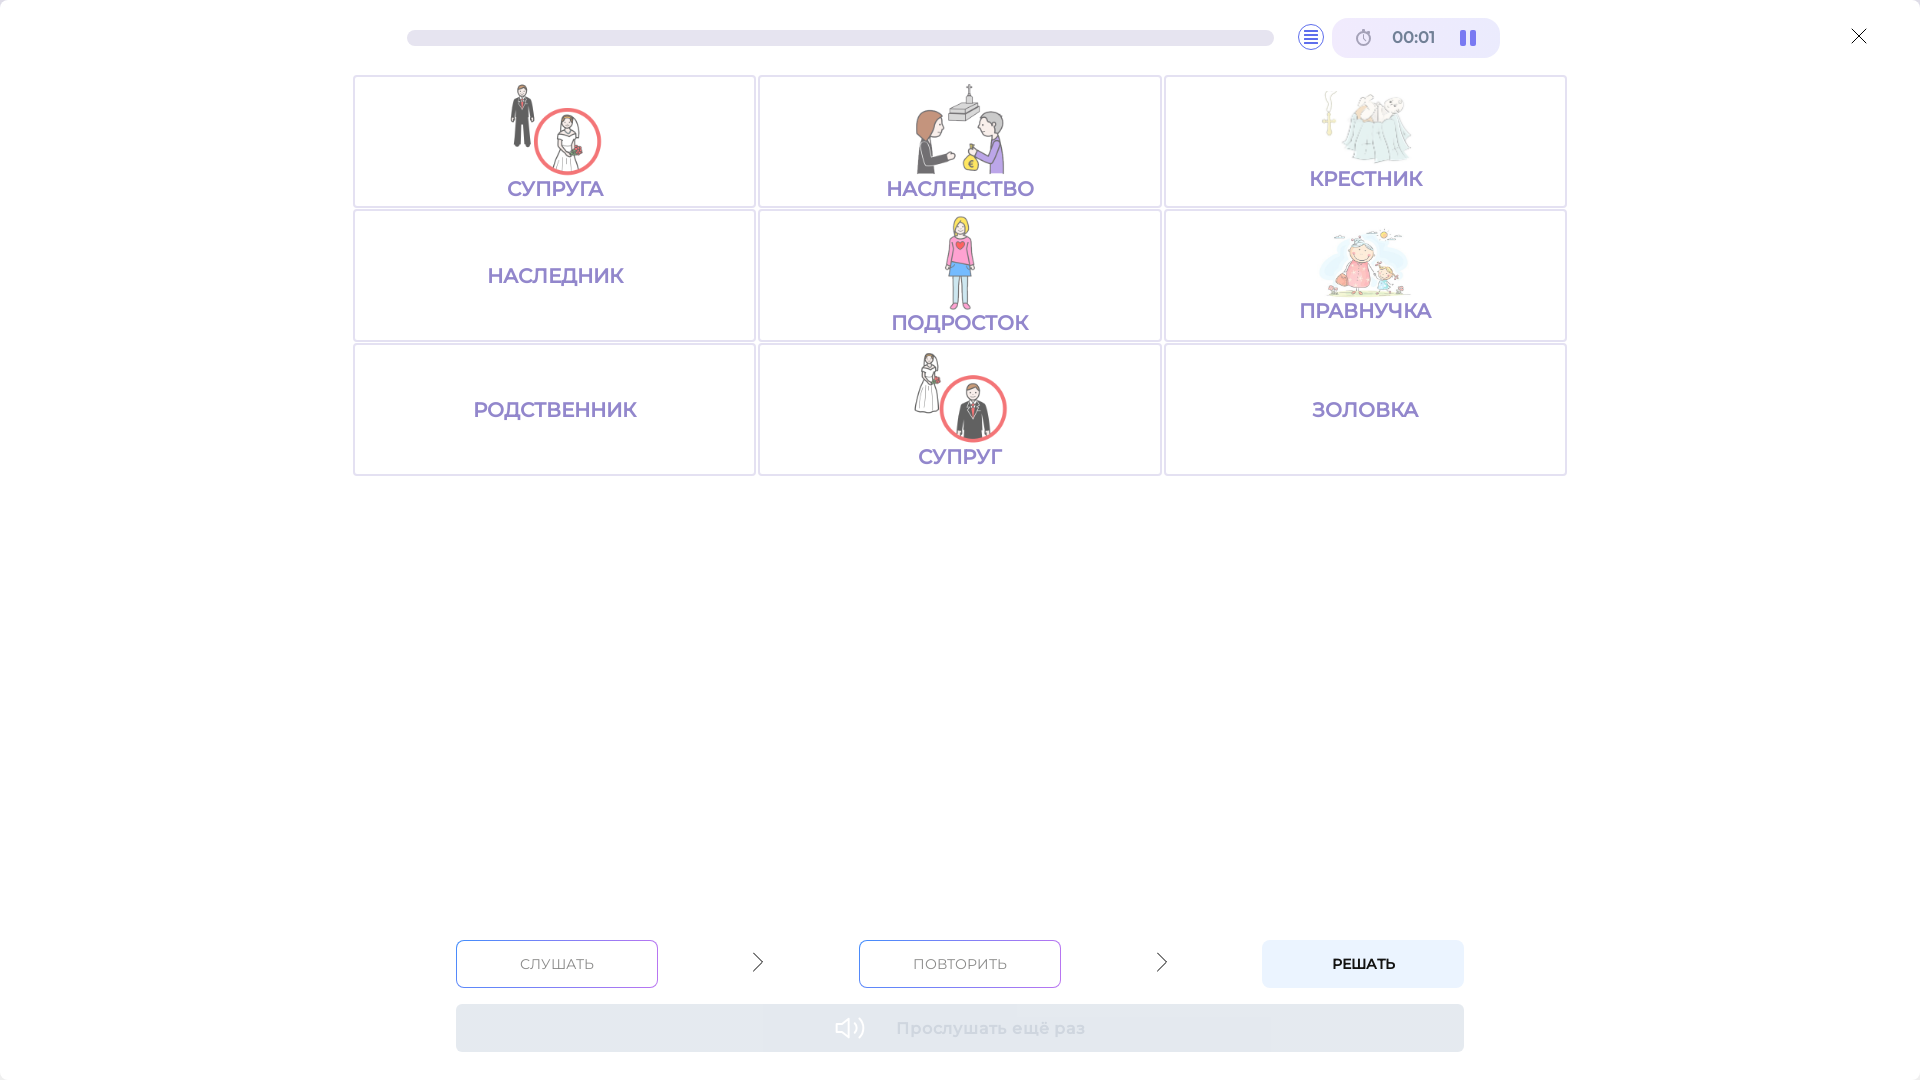 00:01
СУПРУГА
НАСЛЕДСТВО
КРЕСТНИК
НАСЛЕДНИК
ПОДРОСТОК
ПРАВНУЧКА
РОДСТВЕННИК
СУПРУГ
ЗОЛОВКА
СЛУШАТЬ
ПОВТОРИТЬ
РЕШАТЬ
Прослушать ещё раз